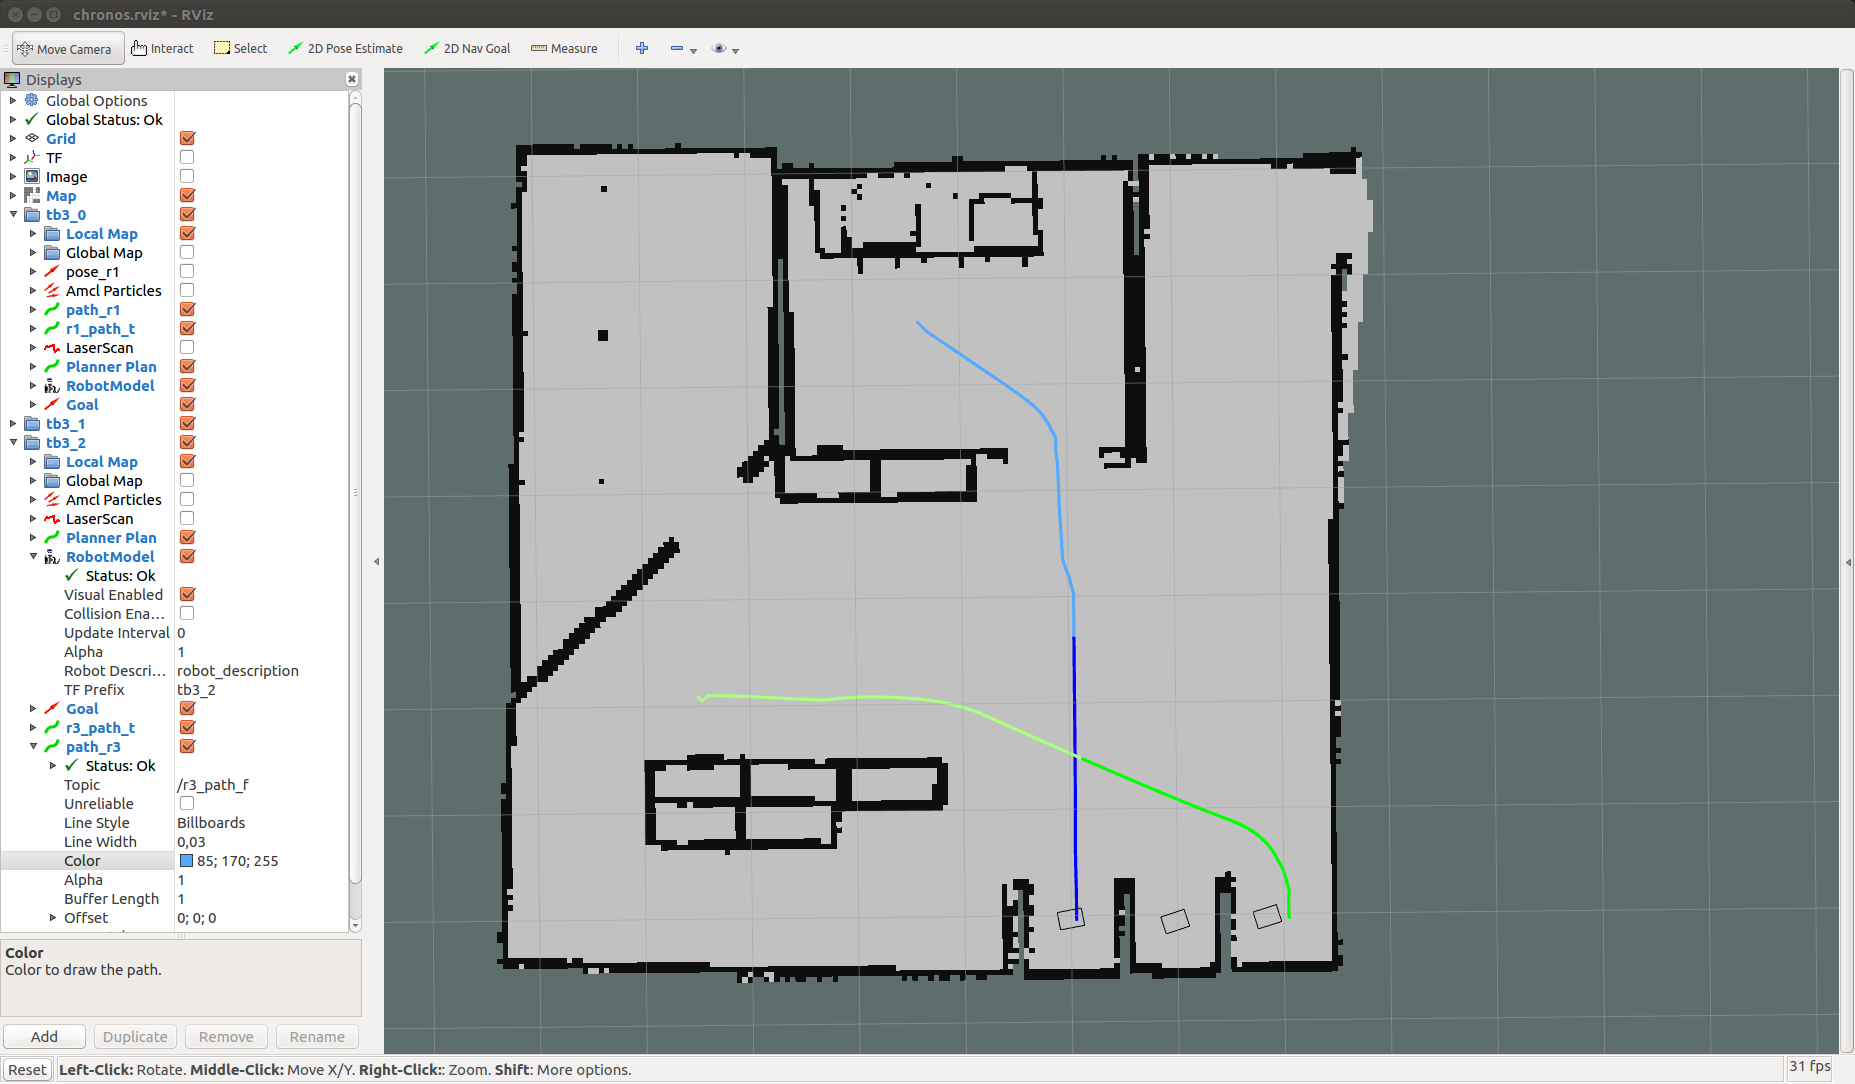 chronos.rviz* - RViz
Move Camera Interact Select 2D Pose Estimate 2D Nav Goal Measure
Displays
Global Options
Global Status: Ok
Grid
TF
Image
Map
tb3_0
Local Map
Global Map
pose_r1
Amcl Particles
path_r1
r1_path_t
LaserScan
Planner Plan
RobotModel
Goal
tb3_1
tb3_2
Local Map
Global Map
Amcl Particles
LaserScan
Planner Plan
RobotModel
Status: Ok
Visual Enabled
Collision Ena...
Update Interval 0
Alpha 1
Robot Descri... robot_description
TF Prefix tb3_2
Goal
r3_path_t
path_r3
Status: Ok
Topic /r3_path_f
Unreliable
Line Style Billboards
Line Width 0,03
Color 85; 170; 255
Alpha 1
Buffer Length 1
Offset 0; 0; 0
Color
Color to draw the path.
Add Duplicate Remove Rename
Reset Left-Click: Rotate. Middle-Click: Move X/Y. Right-Click:: Zoom. Shift: More options. 31 fps